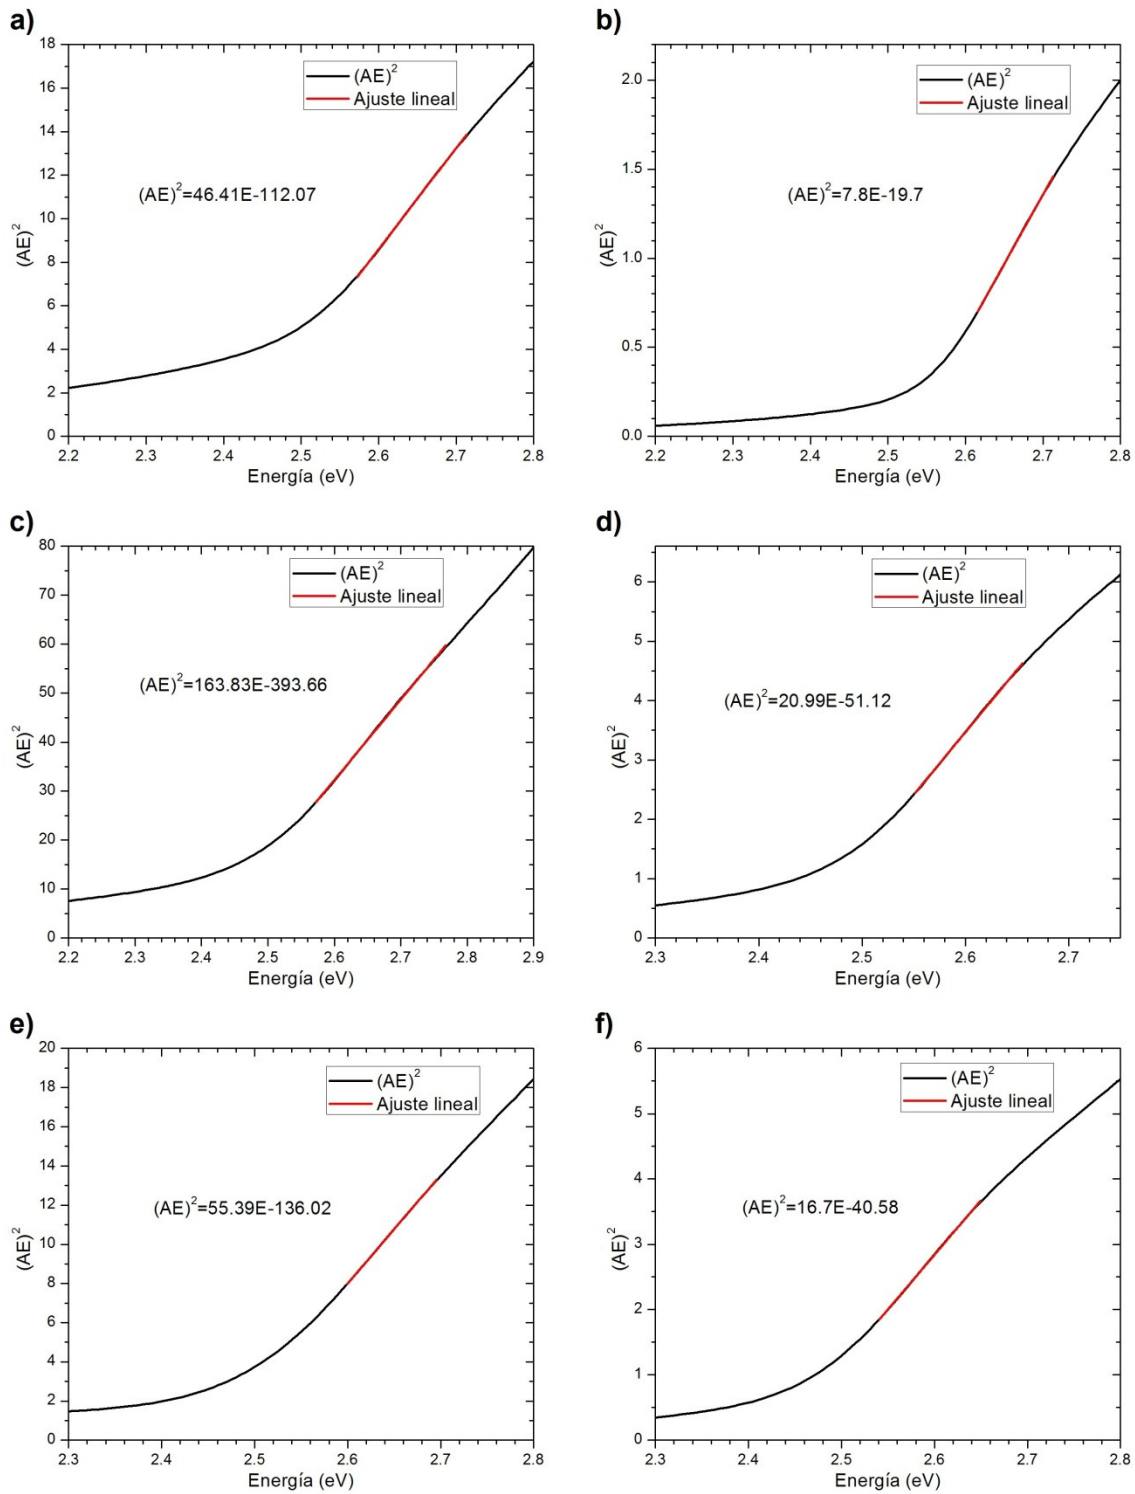 a)
18
16
14
12
10
8
6
4
2
0
(AE)²
(AE)²
Ajuste lineal
(AE)²=46.41E-112.07
2.2 2.3 2.4 2.5 2.6 2.7 2.8
Energía (eV)
b)
2.0
1.5
1.0
0.5
0.0
(AE)²
(AE)²
Ajuste lineal
(AE)²=7.8E-19.7
2.2 2.3 2.4 2.5 2.6 2.7 2.8
Energía (eV)
c)
80
70
60
50
40
30
20
10
0
(AE)²
(AE)²
Ajuste lineal
(AE)²=163.83E-393.66
2.2 2.3 2.4 2.5 2.6 2.7 2.8 2.9
Energía (eV)
d)
6
5
4
3
2
1
0
(AE)²
(AE)²
Ajuste lineal
(AE)²=20.99E-51.12
2.3 2.4 2.5 2.6 2.7
Energía (eV)
e)
20
18
16
14
12
10
8
6
4
2
0
(AE)²
(AE)²
Ajuste lineal
(AE)²=55.39E-136.02
2.3 2.4 2.5 2.6 2.7 2.8
Energía (eV)
f)
6
5
4
3
2
1
0
(AE)²
(AE)²
Ajuste lineal
(AE)²=16.7E-40.58
2.3 2.4 2.5 2.6 2.7 2.8
Energía (eV)